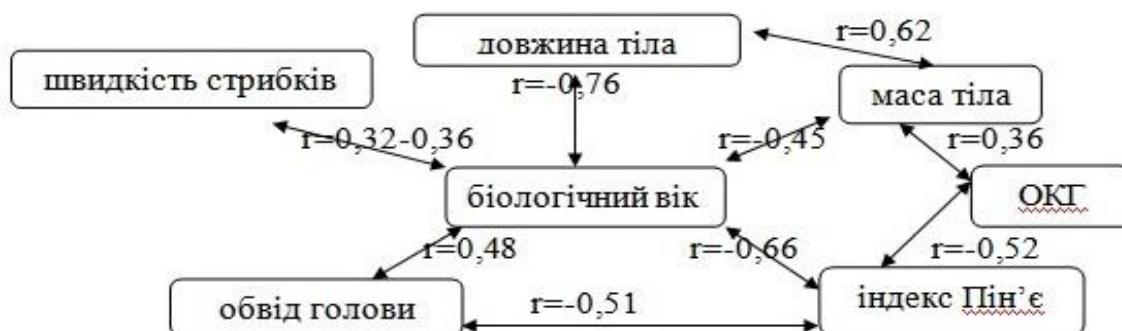 довжина тіла
r=0,62
швидкість стрибків
r=-0,76
маса тіла
r=0,32-0,36
r=-0,45
r=0,36
біологічний вік
ОКГ
r=0,48
r=-0,66
r=-0,52
обвід голови
r=-0,51
індекс Пін’є